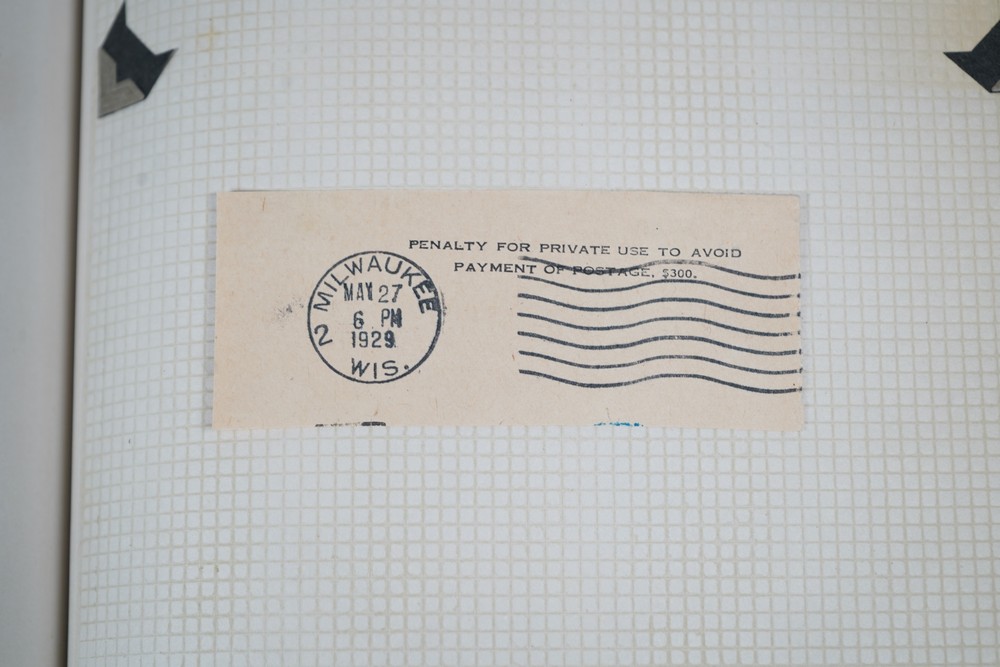 PENALTY FOR PRIVATE USE TO AVOID
PAYMENT OF POSTAGE, $300.
MILWAUKEE
MAY 27
6 PM
1929
2
WIS.